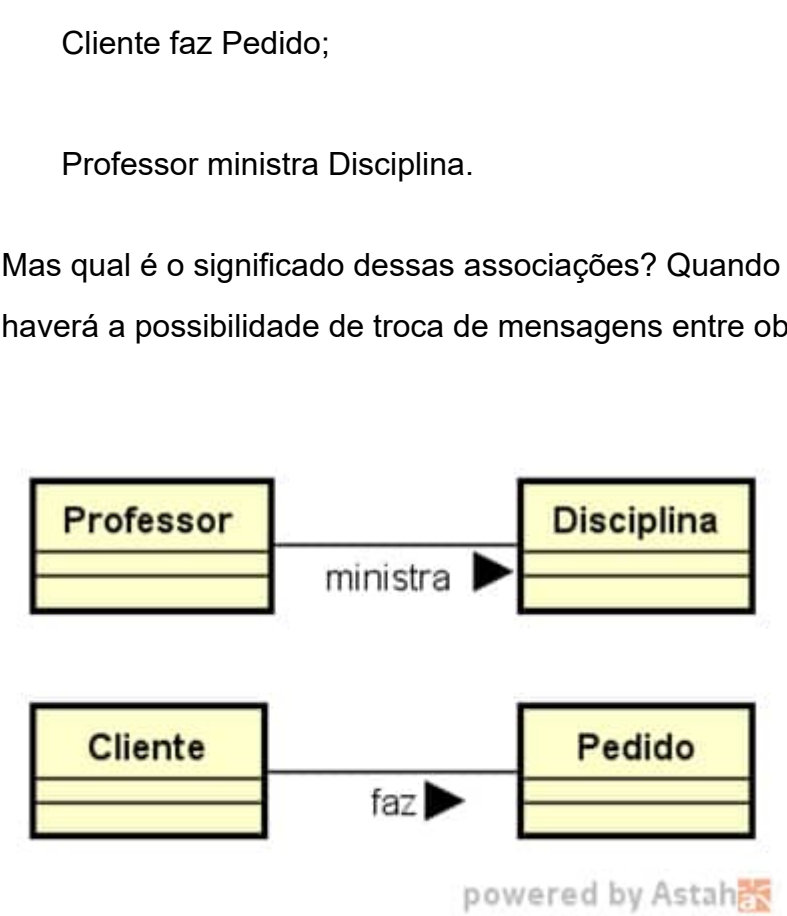 Cliente faz Pedido;
Professor ministra Disciplina.
Mas qual é o significado dessas associações? Quando
haverá a possibilidade de troca de mensagens entre ob
Professor
Disciplina
ministra
Cliente
Pedido
faz
powered by Astah